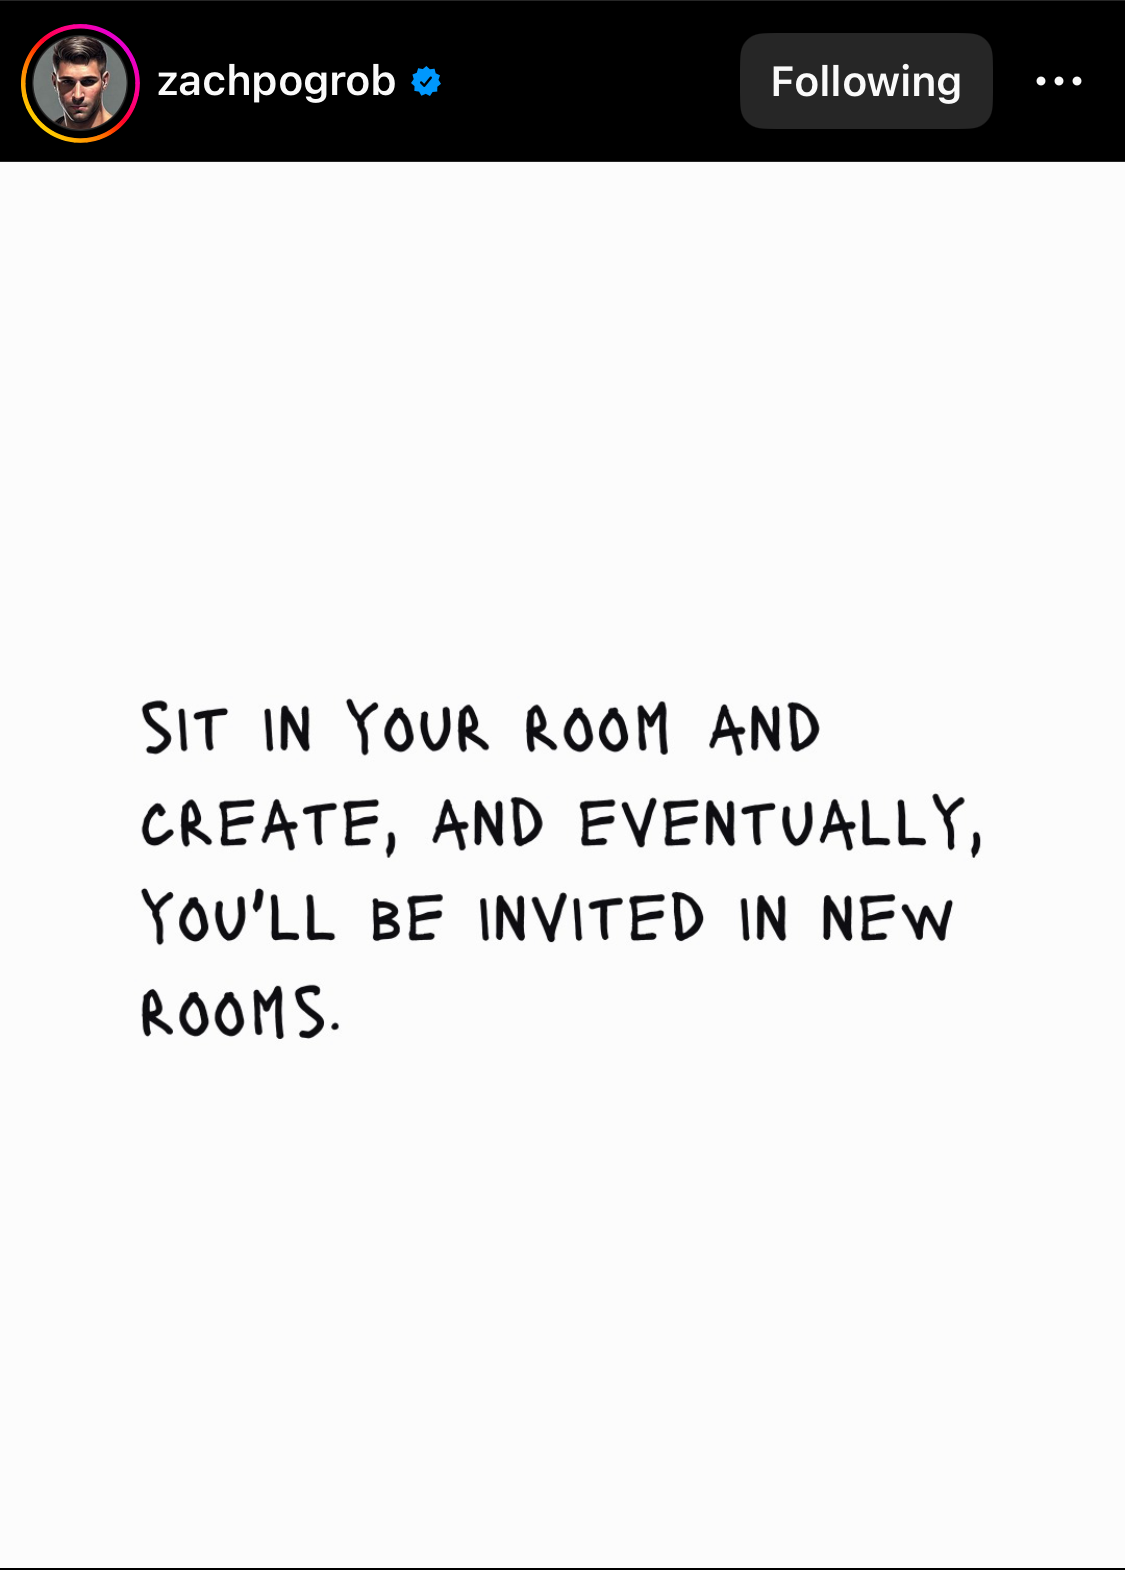 zachpogrob
Following
SIT IN YOUR ROOM AND
CREATE, AND EVENTUALLY,
YOU'LL BE INVITED IN NEW
ROOMS.